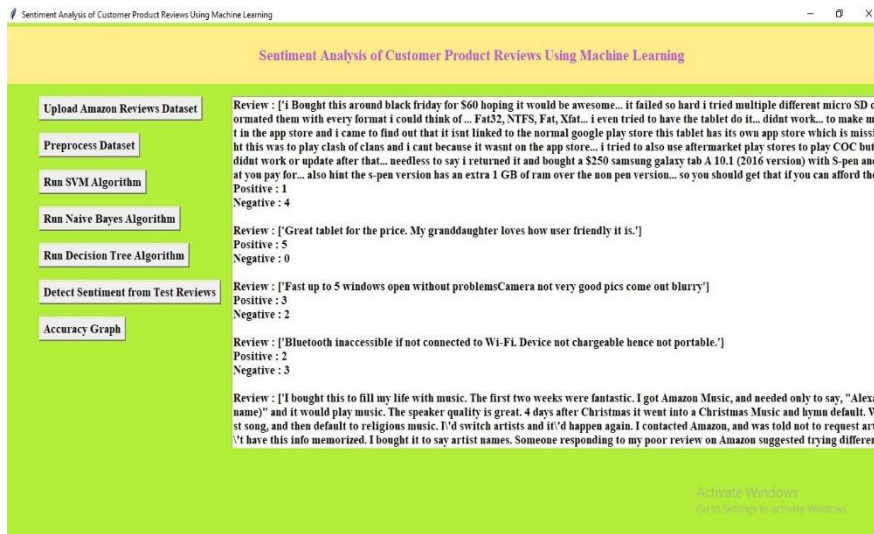 Sentiment Analysis of Customer Product Reviews Using Machine Learning
Sentiment Analysis of Customer Product Reviews Using Machine Learning
Upload Amazon Reviews Dataset
Preprocess Dataset
Run SVM Algorithm
Run Naive Bayes Algorithm
Run Decision Tree Algorithm
Detect Sentiment from Test Reviews
Accuracy Graph
Review : ['i Bought this around black friday for $60 hoping it would be awesome... it failed so hard i tried multiple different micro SD c
ormated them with every format i could think of ... Fat32, NTFS, Fat, Xfat... i even tried to have the tablet do it... didnt work... to make m
t in the app store and i came to find out that it isnt linked to the normal google play store this tablet has its own app store which is missi
ht this was to play clash of clans and i cant because it wasnt on the app store... i tried to also use aftermarket play stores to play COC but
didnt work or update after that... needless to say i returned it and bought a $250 samsung galaxy tab A 10.1 (2016 version) with S-pen and
at you pay for... also hint the s-pen version has an extra 1 GB of ram over the non pen version... so you should get that if you can afford the
Positive : 1
Negative : 4
Review : ['Great tablet for the price. My granddaughter loves how user friendly it is.']
Positive : 5
Negative : 0
Review : ['Fast up to 5 windows open without problemsCamera not very good pics come out blurry']
Positive : 3
Negative : 2
Review : ['Bluetooth inaccessible if not connected to Wi-Fi. Device not chargeable hence not portable.']
Positive : 2
Negative : 3
Review : ['I bought this to fill my life with music. The first two weeks were fantastic. I got Amazon Music, and needed only to say, "Alexa
name)" and it would play music. The speaker quality is great. 4 days after Christmas it went into a Christmas Music and hymn default. W
st song, and then default to religious music. I\'d switch artists and it\'d happen again. I contacted Amazon, and was told not to request art
\'t have this info memorized. I bought it to say artist names. Someone responding to my poor review on Amazon suggested trying differen
Activate Windows
Go to Settings to activate Windows.